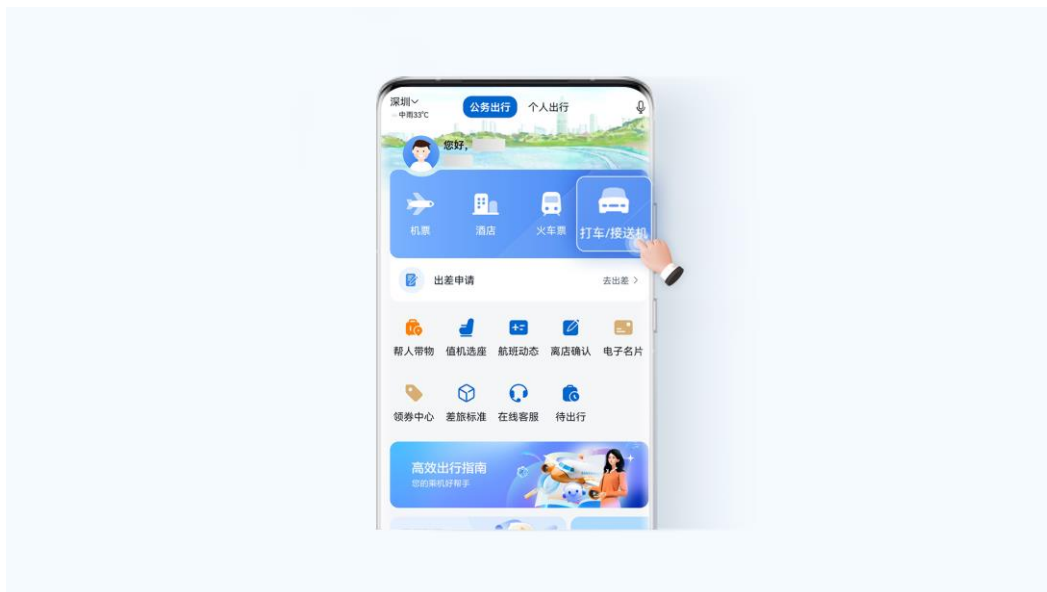 深圳
中雨33℃
公务出行
个人出行
您好，
机票
酒店
火车票
打车/接送机
出差申请
去出差
帮人带物
值机选座
航班动态
离店确认
电子名片
领券中心
差旅标准
在线客服
待出行
高效出行指南
您的乘机好帮手